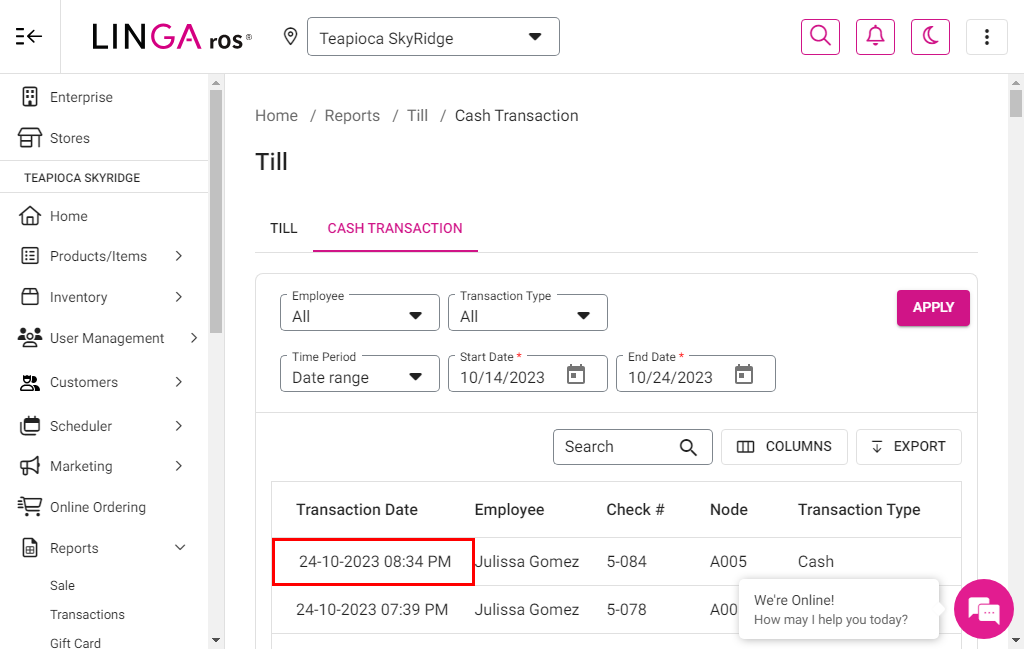 LINGA ros®
Teapioca SkyRidge
Enterprise
Stores
TEAPIOCA SKYRIDGE
Home
Products/Items
Inventory
User Management
Customers
Scheduler
Marketing
Online Ordering
Reports
Sale
Transactions
Gift Card
Home / Reports / Till / Cash Transaction
Till
TILL CASH TRANSACTION
Employee Transaction Type
All All
APPLY
Time Period Start Date * End Date *
Date range 10/14/2023 10/24/2023
Search COLUMNS EXPORT
Transaction Date Employee Check # Node Transaction Type
24-10-2023 08:34 PM Julissa Gomez 5-084 A005 Cash
24-10-2023 07:39 PM Julissa Gomez 5-078 A00
We're Online!
How may I help you today?